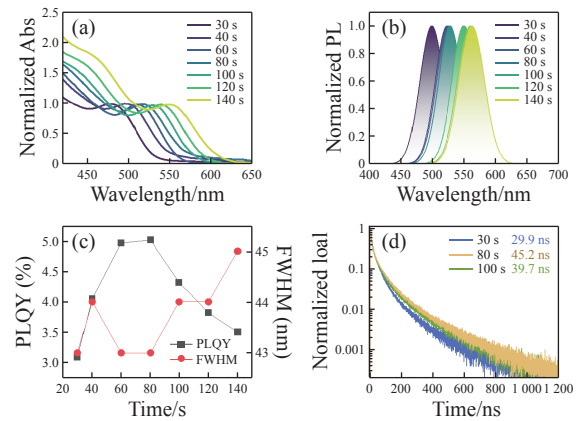 (a)
Normalized Abs
2.5
2.0
1.5
1.0
0.5
0
30 s
40 s
60 s
80 s
100 s
120 s
140 s
450 500 550 600 650
Wavelength/nm
(b)
Normalized PL
1.0
0.8
0.6
0.4
0.2
0
30 s
40 s
60 s
80 s
100 s
120 s
140 s
400 500 600 700
Wavelength/nm
(c)
PLQY (%)
5.0
4.5
4.0
3.5
3.0
FWHM (nm)
45
44
43
PLQY
FWHM
20 40 60 80 100 120 140
Time/s
(d)
Normalized loal
1
0.1
0.01
0.001
30 s 29.9 ns
80 s 45.2 ns
100 s 39.7 ns
0 200 400 600 800 1 000 1 200
Time/ns